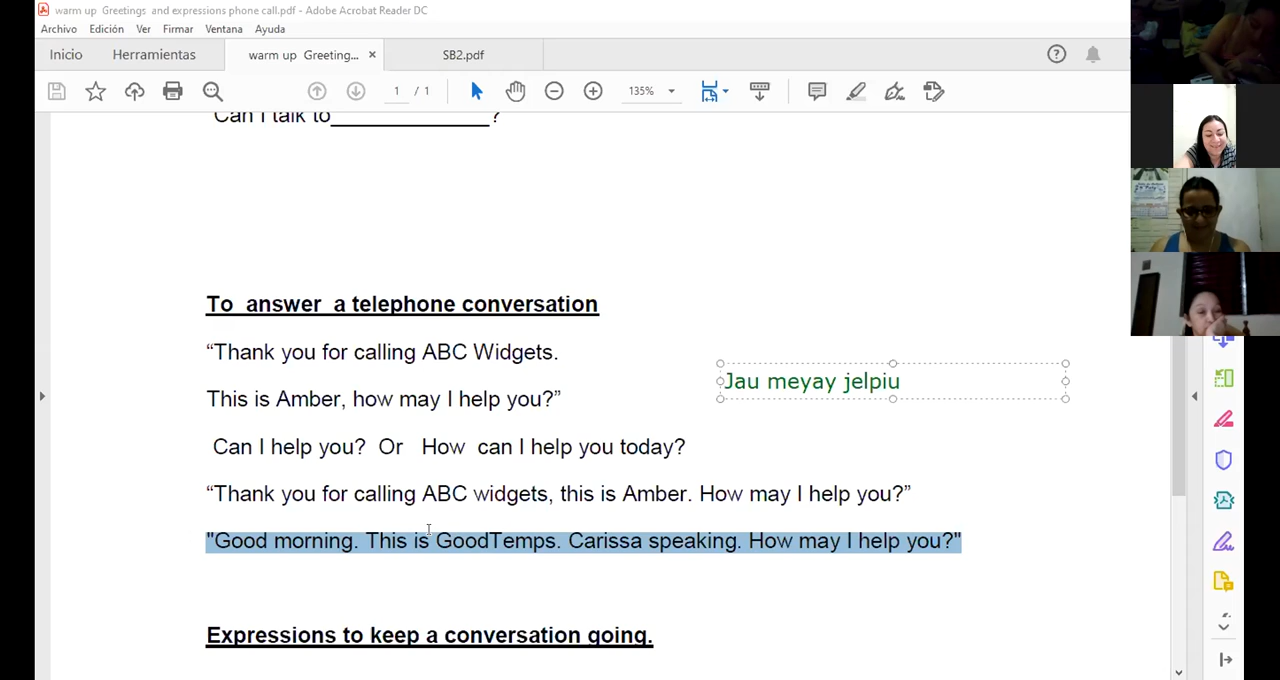 warm up Greetings and expressions phone call.pdf - Adobe Acrobat Reader DC
Archivo Edición Ver Firmar Ventana Ayuda
Inicio Herramientas warm up Greeting... × SB2.pdf
1 / 1 135%
Can I talk to______________?
To answer a telephone conversation
“Thank you for calling ABC Widgets.
Jau meyay jelpiu
This is Amber, how may I help you?”
Can I help you? Or How can I help you today?
“Thank you for calling ABC widgets, this is Amber. How may I help you?”
"Good morning. This is GoodTemps. Carissa speaking. How may I help you?"
Expressions to keep a conversation going.